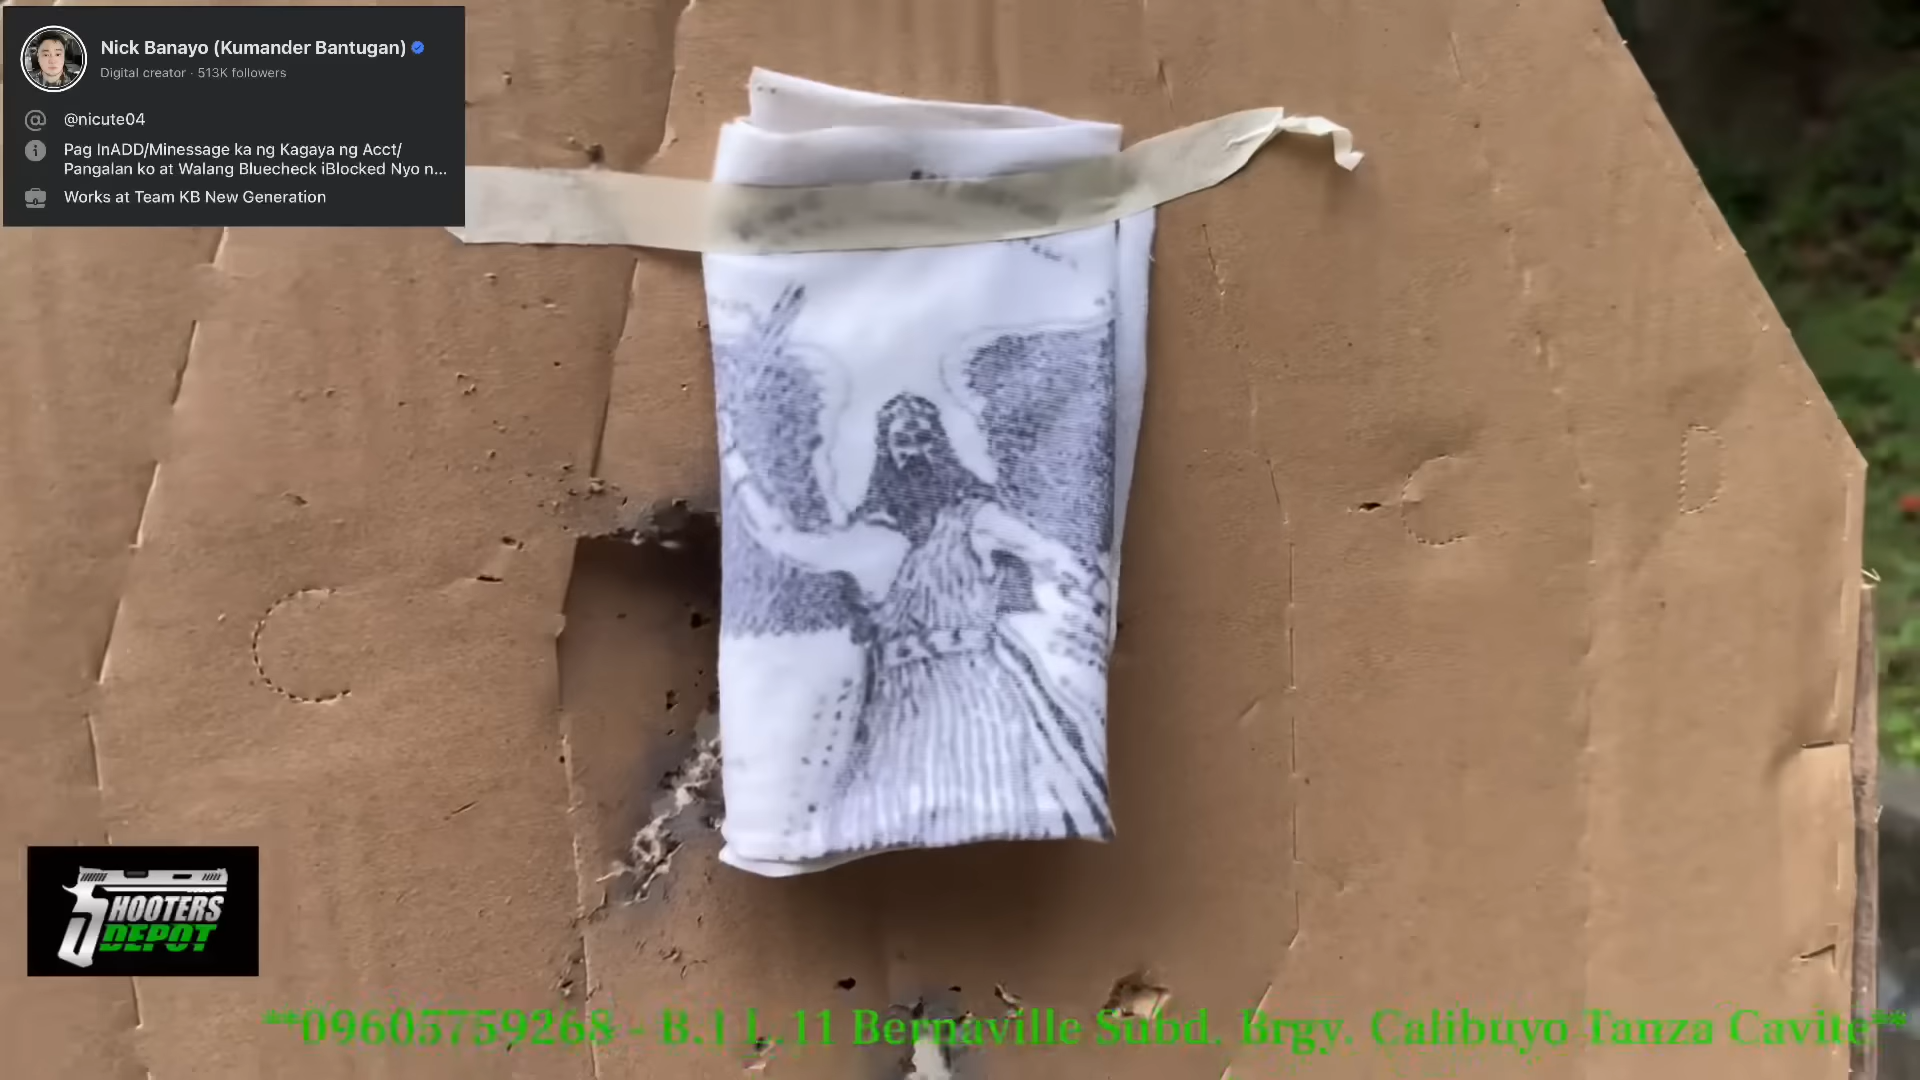 Nick Banayo (Kumander Bantugan)
Digital creator · 513K followers
@nicute04
Pag InADD/Minessage ka ng Kagaya ng Acct/
Pangalan ko at Walang Bluecheck iBlocked Nyo n...
Works at Team KB New Generation
C
C
D
SHOOTERS
DEPOT
**09605759268 - B.1 L.11 Bernaville Subd. Brgy. Calibuyo Tanza Cavite**